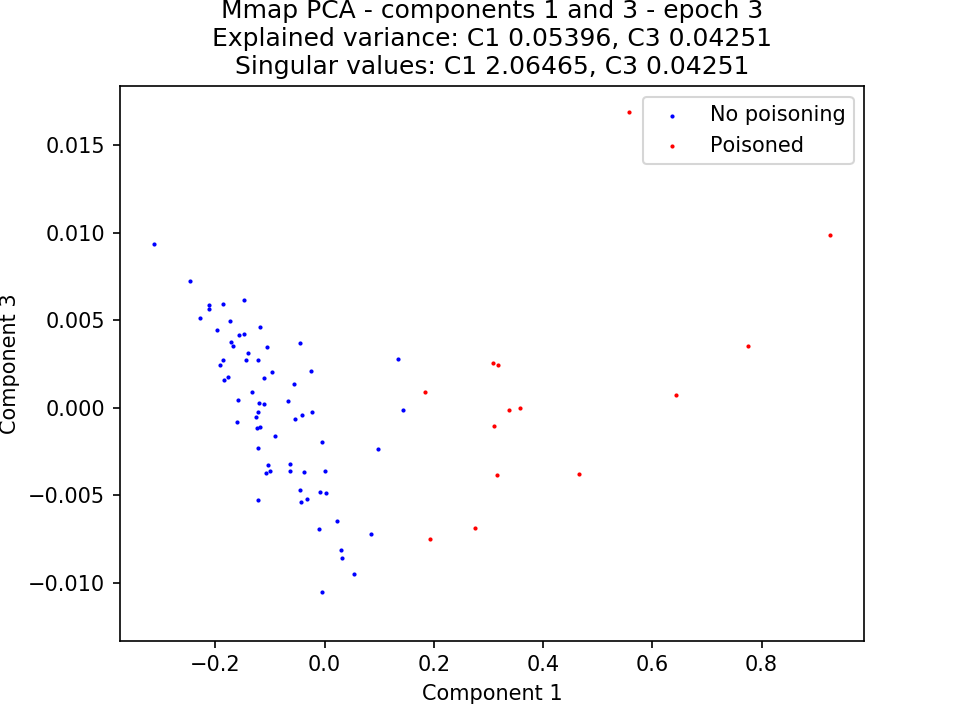 Mmap PCA - components 1 and 3 - epoch 3
Explained variance: C1 0.05396, C3 0.04251
Singular values: C1 2.06465, C3 0.04251
No poisoning
Poisoned
0.015
0.010
0.005
0.000
−0.005
−0.010
Component 3
−0.2
0.0
0.2
0.4
0.6
0.8
Component 1